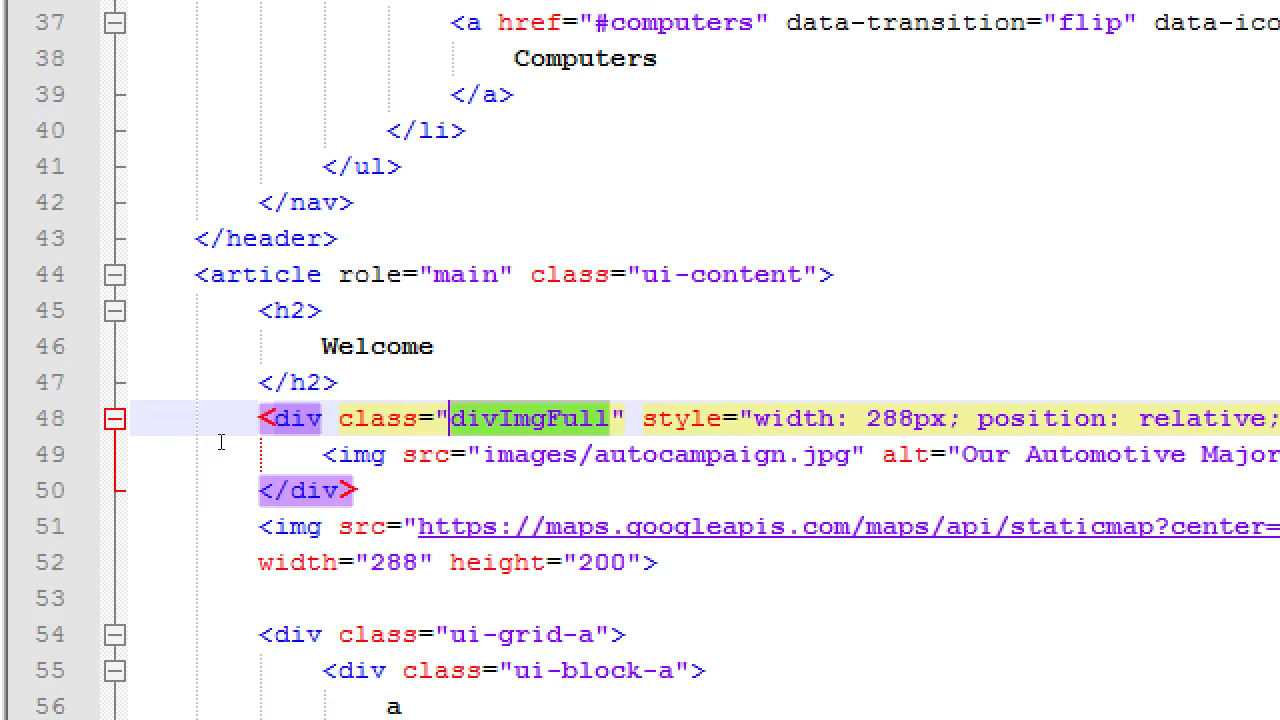 37 <a href="#computers" data-transition="flip" data-ico
38 Computers
39 </a>
40 </li>
41 </ul>
42 </nav>
43 </header>
44 <article role="main" class="ui-content">
45 <h2>
46 Welcome
47 </h2>
48 <div class="divImgFull" style="width: 288px; position: relative;
49 <img src="images/autocampaign.jpg" alt="Our Automotive Major
50 </div>
51 <img src="https://maps.googleapis.com/maps/api/staticmap?center=
52 width="288" height="200">
53
54 <div class="ui-grid-a">
55 <div class="ui-block-a">
56 a